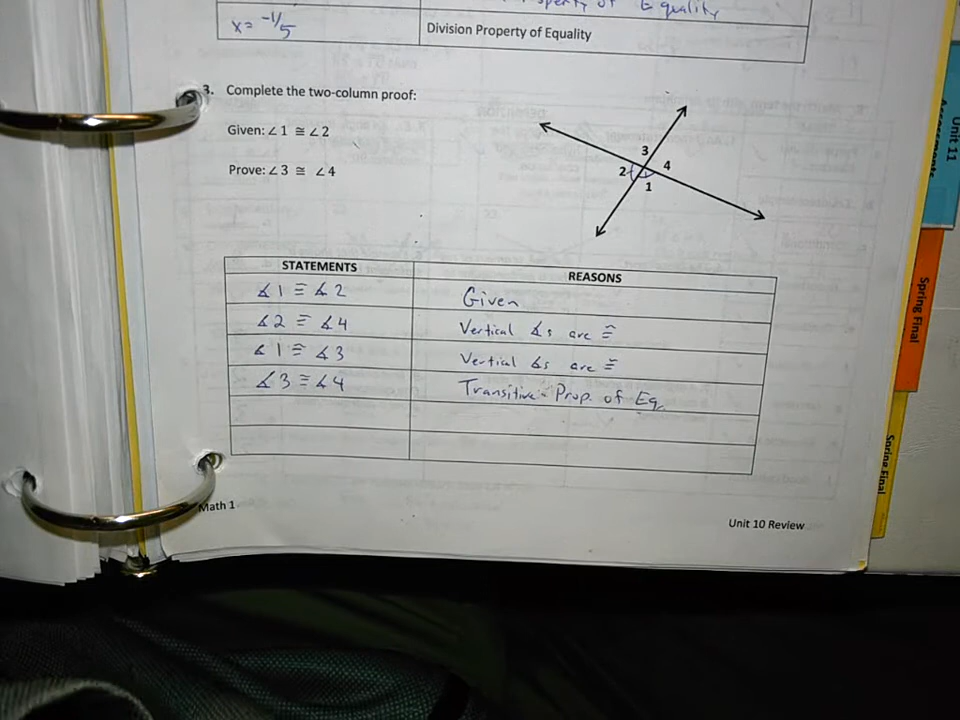 x = -1/5
Division Property of Equality
3. Complete the two-column proof:
Given: ∠ 1 ≅ ∠ 2
Prove: ∠ 3 ≅ ∠ 4
3
4
2
1
STATEMENTS REASONS
∡ 1 ≅ ∡ 2 Given
∡ 2 ≅ ∡ 4 Vertical ∡s are ≅
∡ 1 ≅ ∡ 3 Vertical ∡s are ≅
∡ 3 ≅ ∡ 4 Transitive Prop. of Eq.
Math 1
Unit 10 Review
Unit 11
Assessments
Spring Final
Spring Final